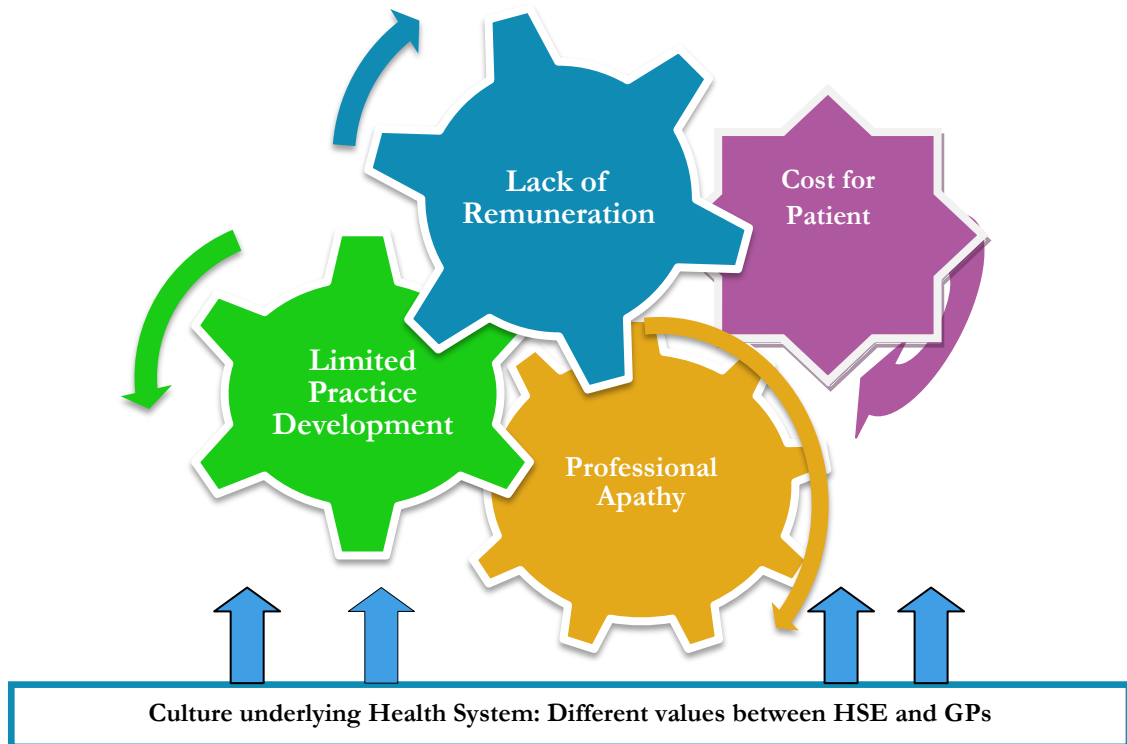 Lack of
Remuneration
Cost for
Patient
Limited
Practice
Development
Professional
Apathy
Culture underlying Health System: Different values between HSE and GPs